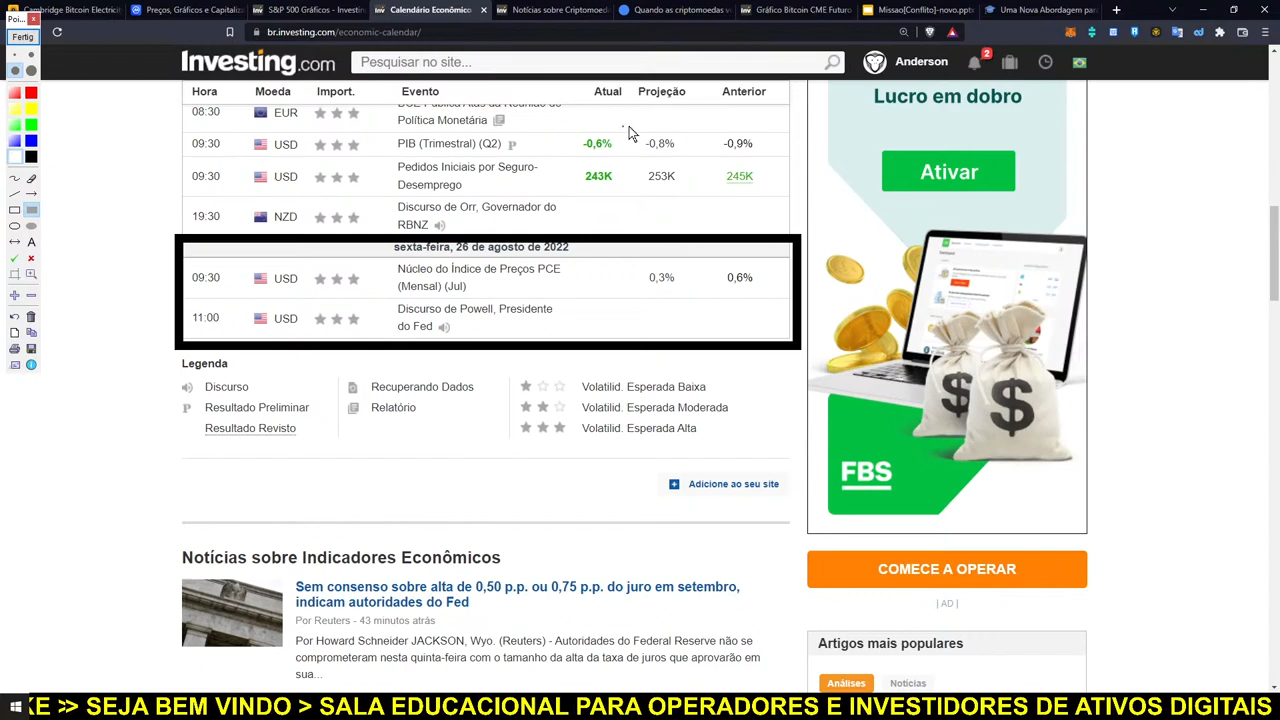 Cambridge Bitcoin Electi
Preços, Gráficos e Capitaliz
S&P 500 Gráficos - Investin
Calendário Econômico
Notícias sobre Criptomoed
Quando as criptomoedas v
Gráfico Bitcoin CME Futuro
Missao[Conflito]-novo.pptx
Uma Nova Abordagem par
Poi...
Fertig
br.investing.com/economic-calendar/
Investing.com
Pesquisar no site...
Anderson
2
Hora Moeda Import. Evento Atual Projeção Anterior
08:30 EUR BCE Publica Atas da Reunião de
Política Monetária
09:30 USD PIB (Trimestral) (Q2) P -0,6% -0,8% -0,9%
09:30 USD Pedidos Iniciais por Seguro-
Desemprego 243K 253K 245K
19:30 NZD Discurso de Orr, Governador do
RBNZ
sexta-feira, 26 de agosto de 2022
09:30 USD Núcleo do Índice de Preços PCE
(Mensal) (Jul) 0,3% 0,6%
11:00 USD Discurso de Powell, Presidente
do Fed
Legenda
Discurso
P Resultado Preliminar
Resultado Revisto
Recuperando Dados
Relatório
Volatilid. Esperada Baixa
Volatilid. Esperada Moderada
Volatilid. Esperada Alta
Adicione ao seu site
Notícias sobre Indicadores Econômicos
Sem consenso sobre alta de 0,50 p.p. ou 0,75 p.p. do juro em setembro,
indicam autoridades do Fed
Por Reuters - 43 minutos atrás
Por Howard Schneider JACKSON, Wyo. (Reuters) - Autoridades do Federal Reserve não se
comprometeram nesta quinta-feira com o tamanho da alta da taxa de juros que aprovarão em
sua...
Lucro em dobro
Ativar
$
$
FBS
COMECE A OPERAR
| AD |
Artigos mais populares
Análises
Notícias
KE >> SEJA BEM VINDO > SALA EDUCACIONAL PARA OPERADORES E INVESTIDORES DE ATIVOS DIGITAIS